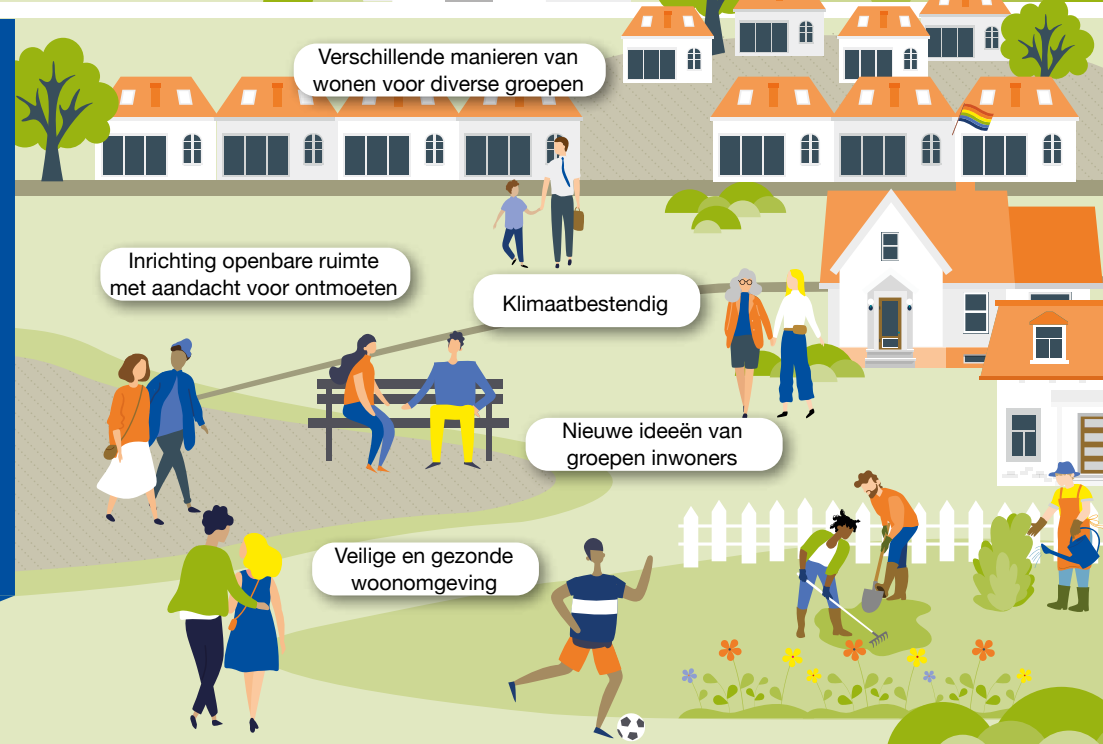 Verschillende manieren van
wonen voor diverse groepen
Inrichting openbare ruimte
met aandacht voor ontmoeten
Klimaatbestendig
Nieuwe ideeën van
groepen inwoners
Veilige en gezonde
woonomgeving